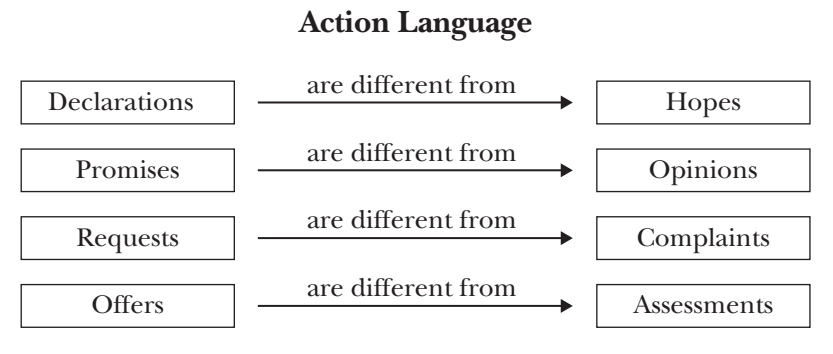 Action Language
Declarations are different from Hopes
Promises are different from Opinions
Requests are different from Complaints
Offers are different from Assessments